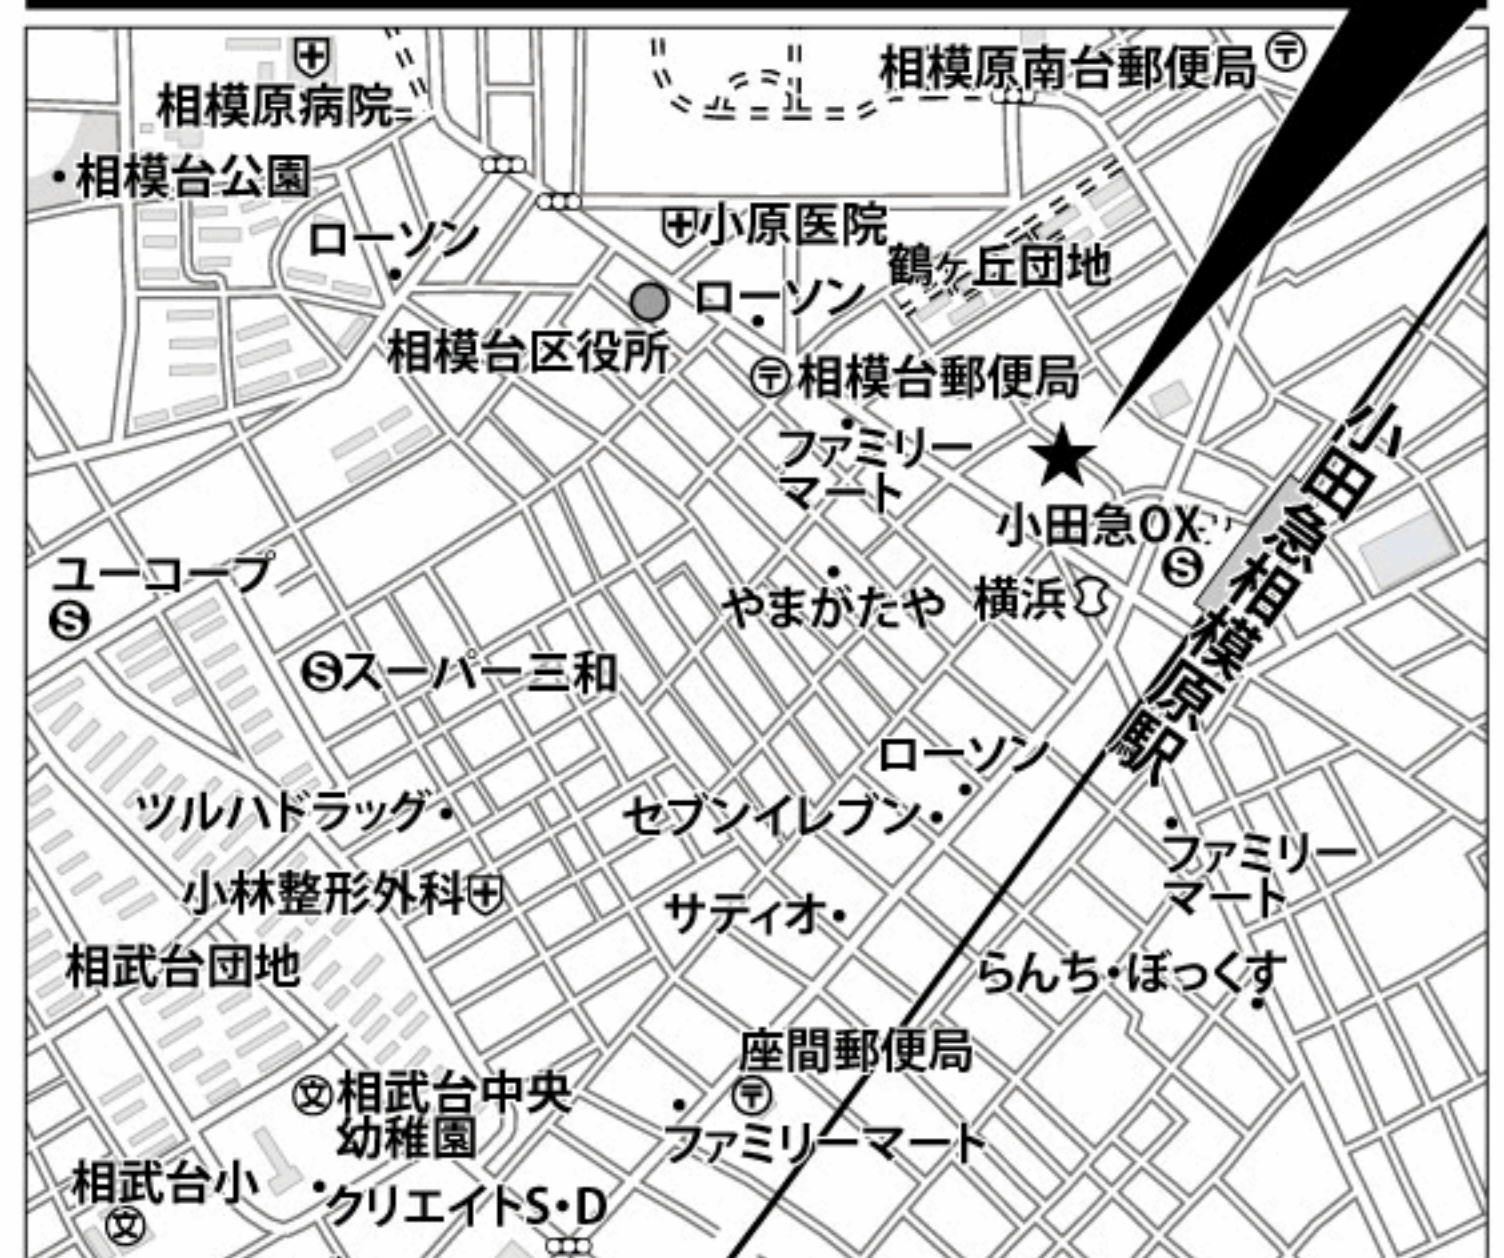 相模原南台郵便局
相模原病院
相模台公園
ローソン
小原医院
鶴ヶ丘団地
ローソン
相模台区役所
相模台郵便局
ファミリー
マート
小田急相模原駅
小田急OX
ユーコープ
S
S
やまがたや
横浜
Sスーパー三和
ローソン
ツルハドラッグ
セブンイレブン
ファミリー
マート
小林整形外科
サティオ
相武台団地
らんち・ぼっくす
座間郵便局
文相武台中央
幼稚園
ファミリーマート
相武台小
文
クリエイトS・D